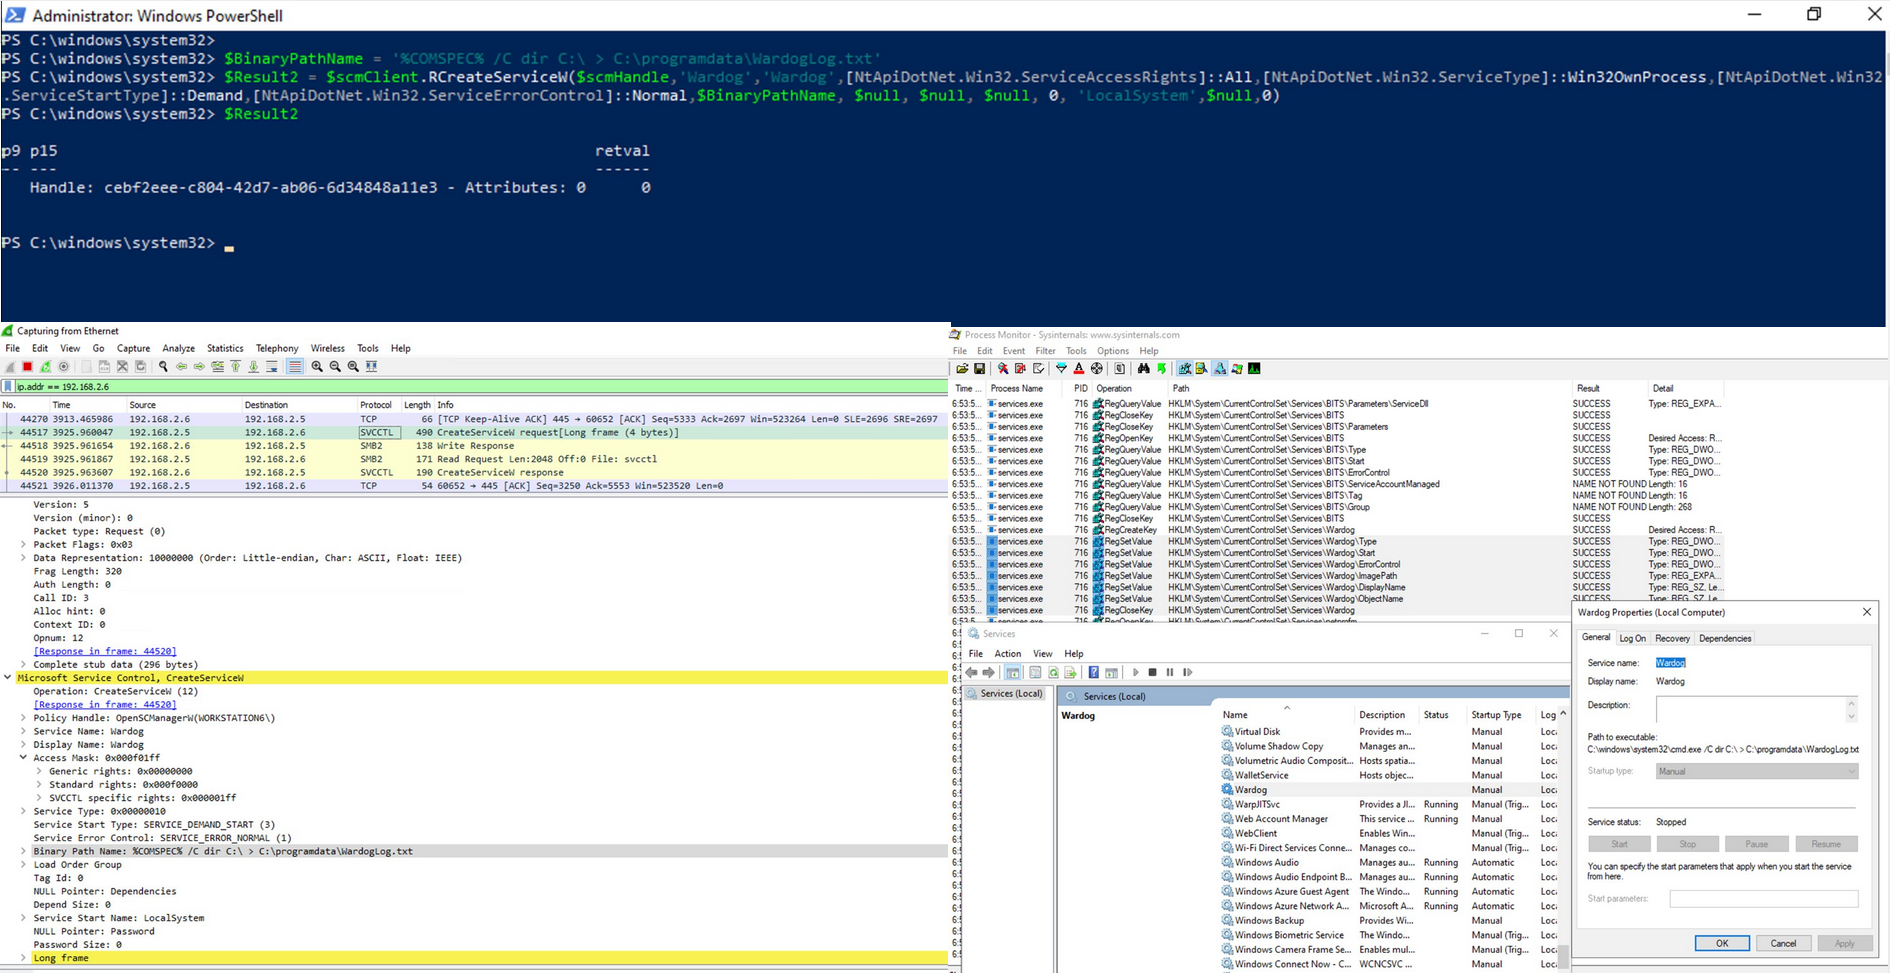 Administrator: Windows PowerShell
PS C:\windows\system32>
PS C:\windows\system32> $BinaryPathName = '%COMSPEC% /C dir C:\ > C:\programdata\WardogLog.txt'
PS C:\windows\system32> $Result2 = $scmClient.RCreateServiceW($scmHandle,'Wardog','Wardog',[NtApiDotNet.Win32.ServiceAccessRights]::All,[NtApiDotNet.Win32.ServiceType]::Win32OwnProcess,[NtApiDotNet.Win32
.ServiceStartType]::Demand,[NtApiDotNet.Win32.ServiceErrorControl]::Normal,$BinaryPathName, $null, $null, $null, 0, 'LocalSystem',$null,0)
PS C:\windows\system32> $Result2
p9 p15 retval
-- --- ------
Handle: cebf2eee-c804-42d7-ab06-6d34848a11e3 - Attributes: 0 0
PS C:\windows\system32>
Capturing from Ethernet
File Edit View Go Capture Analyze Statistics Telephony Wireless Tools Help
ip.addr == 192.168.2.6
No. Time Source Destination Protocol Length Info
44270 3913.465986 192.168.2.6 192.168.2.5 TCP 66 [TCP Keep-Alive ACK] 445 → 60652 [ACK] Seq=5333 Ack=2697 Win=523264 Len=0 SLE=2696 SRE=2697
44517 3925.960047 192.168.2.5 192.168.2.6 SVCCTL 490 CreateServiceW request[Long frame (4 bytes)]
44518 3925.961654 192.168.2.6 192.168.2.5 SMB2 138 Write Response
44519 3925.961867 192.168.2.5 192.168.2.6 SMB2 171 Read Request Len:2048 Off:0 File: svcctl
44520 3925.963607 192.168.2.6 192.168.2.5 SVCCTL 190 CreateServiceW response
44521 3926.011370 192.168.2.5 192.168.2.6 TCP 54 60652 → 445 [ACK] Seq=3250 Ack=5553 Win=523520 Len=0
Version: 5
Version (minor): 0
Packet type: Request (0)
Packet Flags: 0x03
Data Representation: 10000000 (Order: Little-endian, Char: ASCII, Float: IEEE)
Frag Length: 320
Auth Length: 0
Call ID: 3
Alloc hint: 0
Context ID: 0
Opnum: 12
[Response in frame: 44520]
Complete stub data (296 bytes)
Microsoft Service Control, CreateServiceW
Operation: CreateServiceW (12)
[Response in frame: 44520]
Policy Handle: OpenSCManagerW(WORKSTATION6\)
Service Name: Wardog
Display Name: Wardog
Access Mask: 0x000f01ff
Generic rights: 0x00000000
Standard rights: 0x000f0000
SVCCTL specific rights: 0x000001ff
Service Type: 0x00000010
Service Start Type: SERVICE_DEMAND_START (3)
Service Error Control: SERVICE_ERROR_NORMAL (1)
Binary Path Name: %COMSPEC% /C dir C:\ > C:\programdata\WardogLog.txt
Load Order Group
Tag Id: 0
NULL Pointer: Dependencies
Depend Size: 0
Service Start Name: LocalSystem
NULL Pointer: Password
Password Size: 0
Long frame
Process Monitor - Sysinternals: www.sysinternals.com
File Edit Event Filter Tools Options Help
Time ... Process Name PID Operation Path Result Detail
6:53:5... services.exe 716 RegQueryValue HKLM\System\CurrentControlSet\Services\BITS\Parameters\ServiceDll SUCCESS Type: REG_EXPA...
6:53:5... services.exe 716 RegCloseKey HKLM\System\CurrentControlSet\Services\BITS SUCCESS
6:53:5... services.exe 716 RegCloseKey HKLM\System\CurrentControlSet\Services\BITS\Parameters SUCCESS
6:53:5... services.exe 716 RegOpenKey HKLM\System\CurrentControlSet\Services\BITS SUCCESS Desired Access: R...
6:53:5... services.exe 716 RegQueryValue HKLM\System\CurrentControlSet\Services\BITS\Type SUCCESS Type: REG_DWO...
6:53:5... services.exe 716 RegQueryValue HKLM\System\CurrentControlSet\Services\BITS\Start SUCCESS Type: REG_DWO...
6:53:5... services.exe 716 RegQueryValue HKLM\System\CurrentControlSet\Services\BITS\ErrorControl SUCCESS Type: REG_DWO...
6:53:5... services.exe 716 RegQueryValue HKLM\System\CurrentControlSet\Services\BITS\ServiceAccountManaged NAME NOT FOUND Length: 16
6:53:5... services.exe 716 RegQueryValue HKLM\System\CurrentControlSet\Services\BITS\Tag NAME NOT FOUND Length: 16
6:53:5... services.exe 716 RegQueryValue HKLM\System\CurrentControlSet\Services\BITS\Group NAME NOT FOUND Length: 268
6:53:5... services.exe 716 RegCloseKey HKLM\System\CurrentControlSet\Services\BITS SUCCESS
6:53:5... services.exe 716 RegCreateKey HKLM\System\CurrentControlSet\Services\Wardog SUCCESS Desired Access: R...
6:53:5... services.exe 716 RegSetValue HKLM\System\CurrentControlSet\Services\Wardog\Type SUCCESS Type: REG_DWO...
6:53:5... services.exe 716 RegSetValue HKLM\System\CurrentControlSet\Services\Wardog\Start SUCCESS Type: REG_DWO...
6:53:5... services.exe 716 RegSetValue HKLM\System\CurrentControlSet\Services\Wardog\ErrorControl SUCCESS Type: REG_DWO...
6:53:5... services.exe 716 RegSetValue HKLM\System\CurrentControlSet\Services\Wardog\ImagePath SUCCESS Type: REG_EXPA...
6:53:5... services.exe 716 RegSetValue HKLM\System\CurrentControlSet\Services\Wardog\DisplayName SUCCESS Type: REG_SZ, Le...
6:53:5... services.exe 716 RegSetValue HKLM\System\CurrentControlSet\Services\Wardog\ObjectName SUCCESS Type: REG_SZ, Le...
6:53:5... services.exe 716 RegCloseKey HKLM\System\CurrentControlSet\Services\Wardog SUCCESS
Services
File Action View Help
Services (Local)
Services (Local)
Wardog
Name Description Status Startup Type Log
Virtual Disk Provides m... Manual Loc
Volume Shadow Copy Manages an... Manual Loc
Volumetric Audio Composit... Hosts spatia... Manual Loc
WalletService Hosts objec... Manual Loc
Wardog Manual Loc
WarpJITSvc Provides a JI... Running Manual (Trig... Loc
Web Account Manager This service ... Running Manual Loc
WebClient Enables Win... Manual (Trig... Loc
Wi-Fi Direct Services Conne... Manages co... Manual (Trig... Loc
Windows Audio Manages au... Running Automatic Loc
Windows Audio Endpoint B... Manages au... Running Automatic Loc
Windows Azure Guest Agent The Windo... Running Automatic Loc
Windows Azure Network A... Microsoft A... Running Automatic Loc
Windows Backup Provides Wi... Manual Loc
Windows Biometric Service The Windo... Manual (Trig... Loc
Windows Camera Frame Se... Enables mul... Manual (Trig... Loc
Windows Connect Now - C... WCNCSVC ... Manual Loc
Wardog Properties (Local Computer)
General Log On Recovery Dependencies
Service name: Wardog
Display name: Wardog
Description:
Path to executable:
C:\windows\system32\cmd.exe /C dir C:\ > C:\programdata\WardogLog.txt
Startup type: Manual
Service status: Stopped
Start Stop Pause Resume
You can specify the start parameters that apply when you start the service
from here.
Start parameters:
OK Cancel Apply